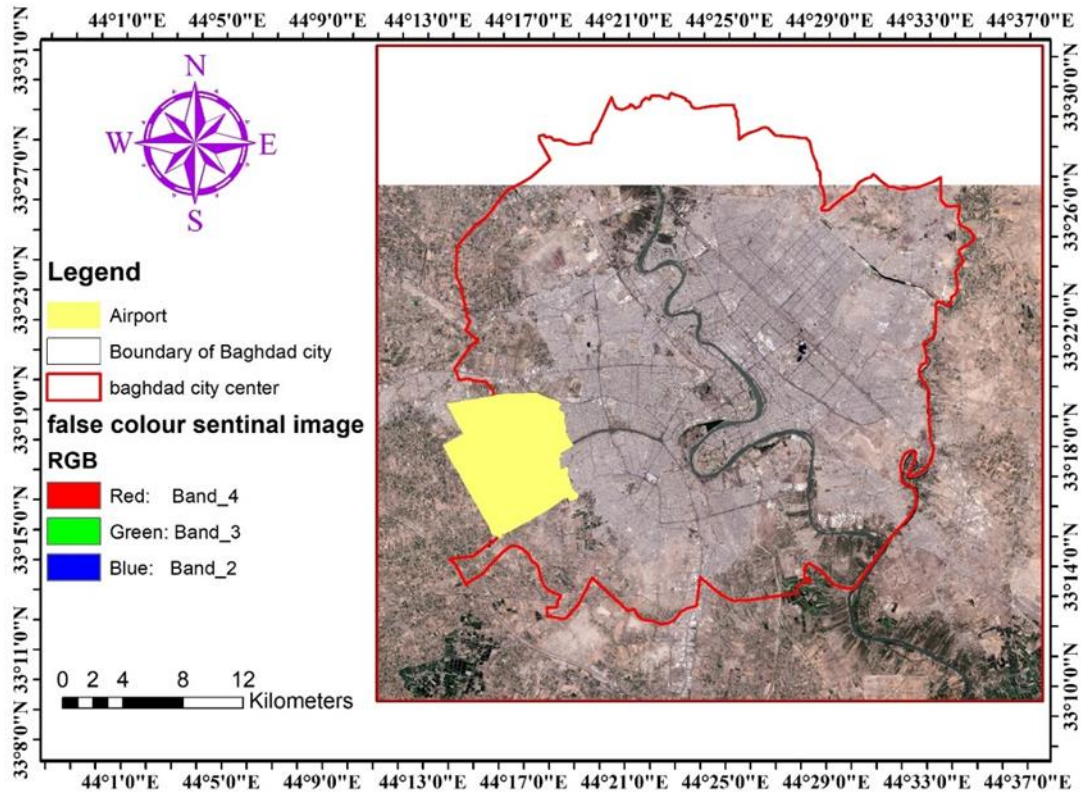 44°1'0"E 44°5'0"E 44°9'0"E 44°13'0"E 44°17'0"E 44°21'0"E 44°25'0"E 44°29'0"E 44°33'0"E 44°37'0"E
33°31'0"N
33°27'0"N
33°23'0"N
33°19'0"N
33°15'0"N
33°11'0"N
33°8'0"N
N
W E
S
Legend
Airport
Boundary of Baghdad city
baghdad city center
false colour sentinal image
RGB
Red: Band_4
Green: Band_3
Blue: Band_2
0 2 4 8 12
Kilometers
33°30'0"N
33°26'0"N
33°22'0"N
33°18'0"N
33°14'0"N
33°10'0"N
44°1'0"E 44°5'0"E 44°9'0"E 44°13'0"E 44°17'0"E 44°21'0"E 44°25'0"E 44°29'0"E 44°33'0"E 44°37'0"E